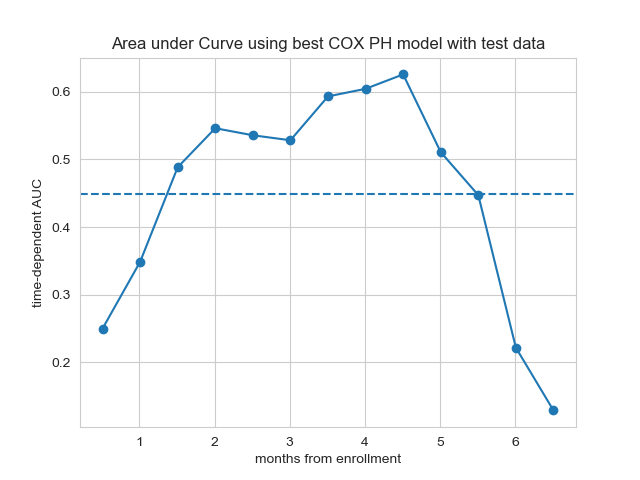 Area under Curve using best COX PH model with test data
time-dependent AUC
0.6
0.5
0.4
0.3
0.2
1 2 3 4 5 6
months from enrollment